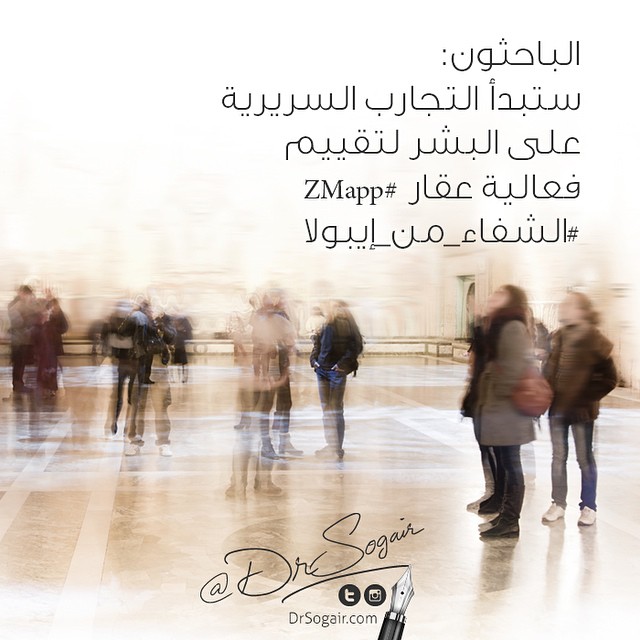 الباحثون:
ستبدأ التجارب السريرية
على البشر لتقييم
فعالية عقار #ZMapp
#الشفاء_من_إيبولا
@DrSogair
DrSogair.com